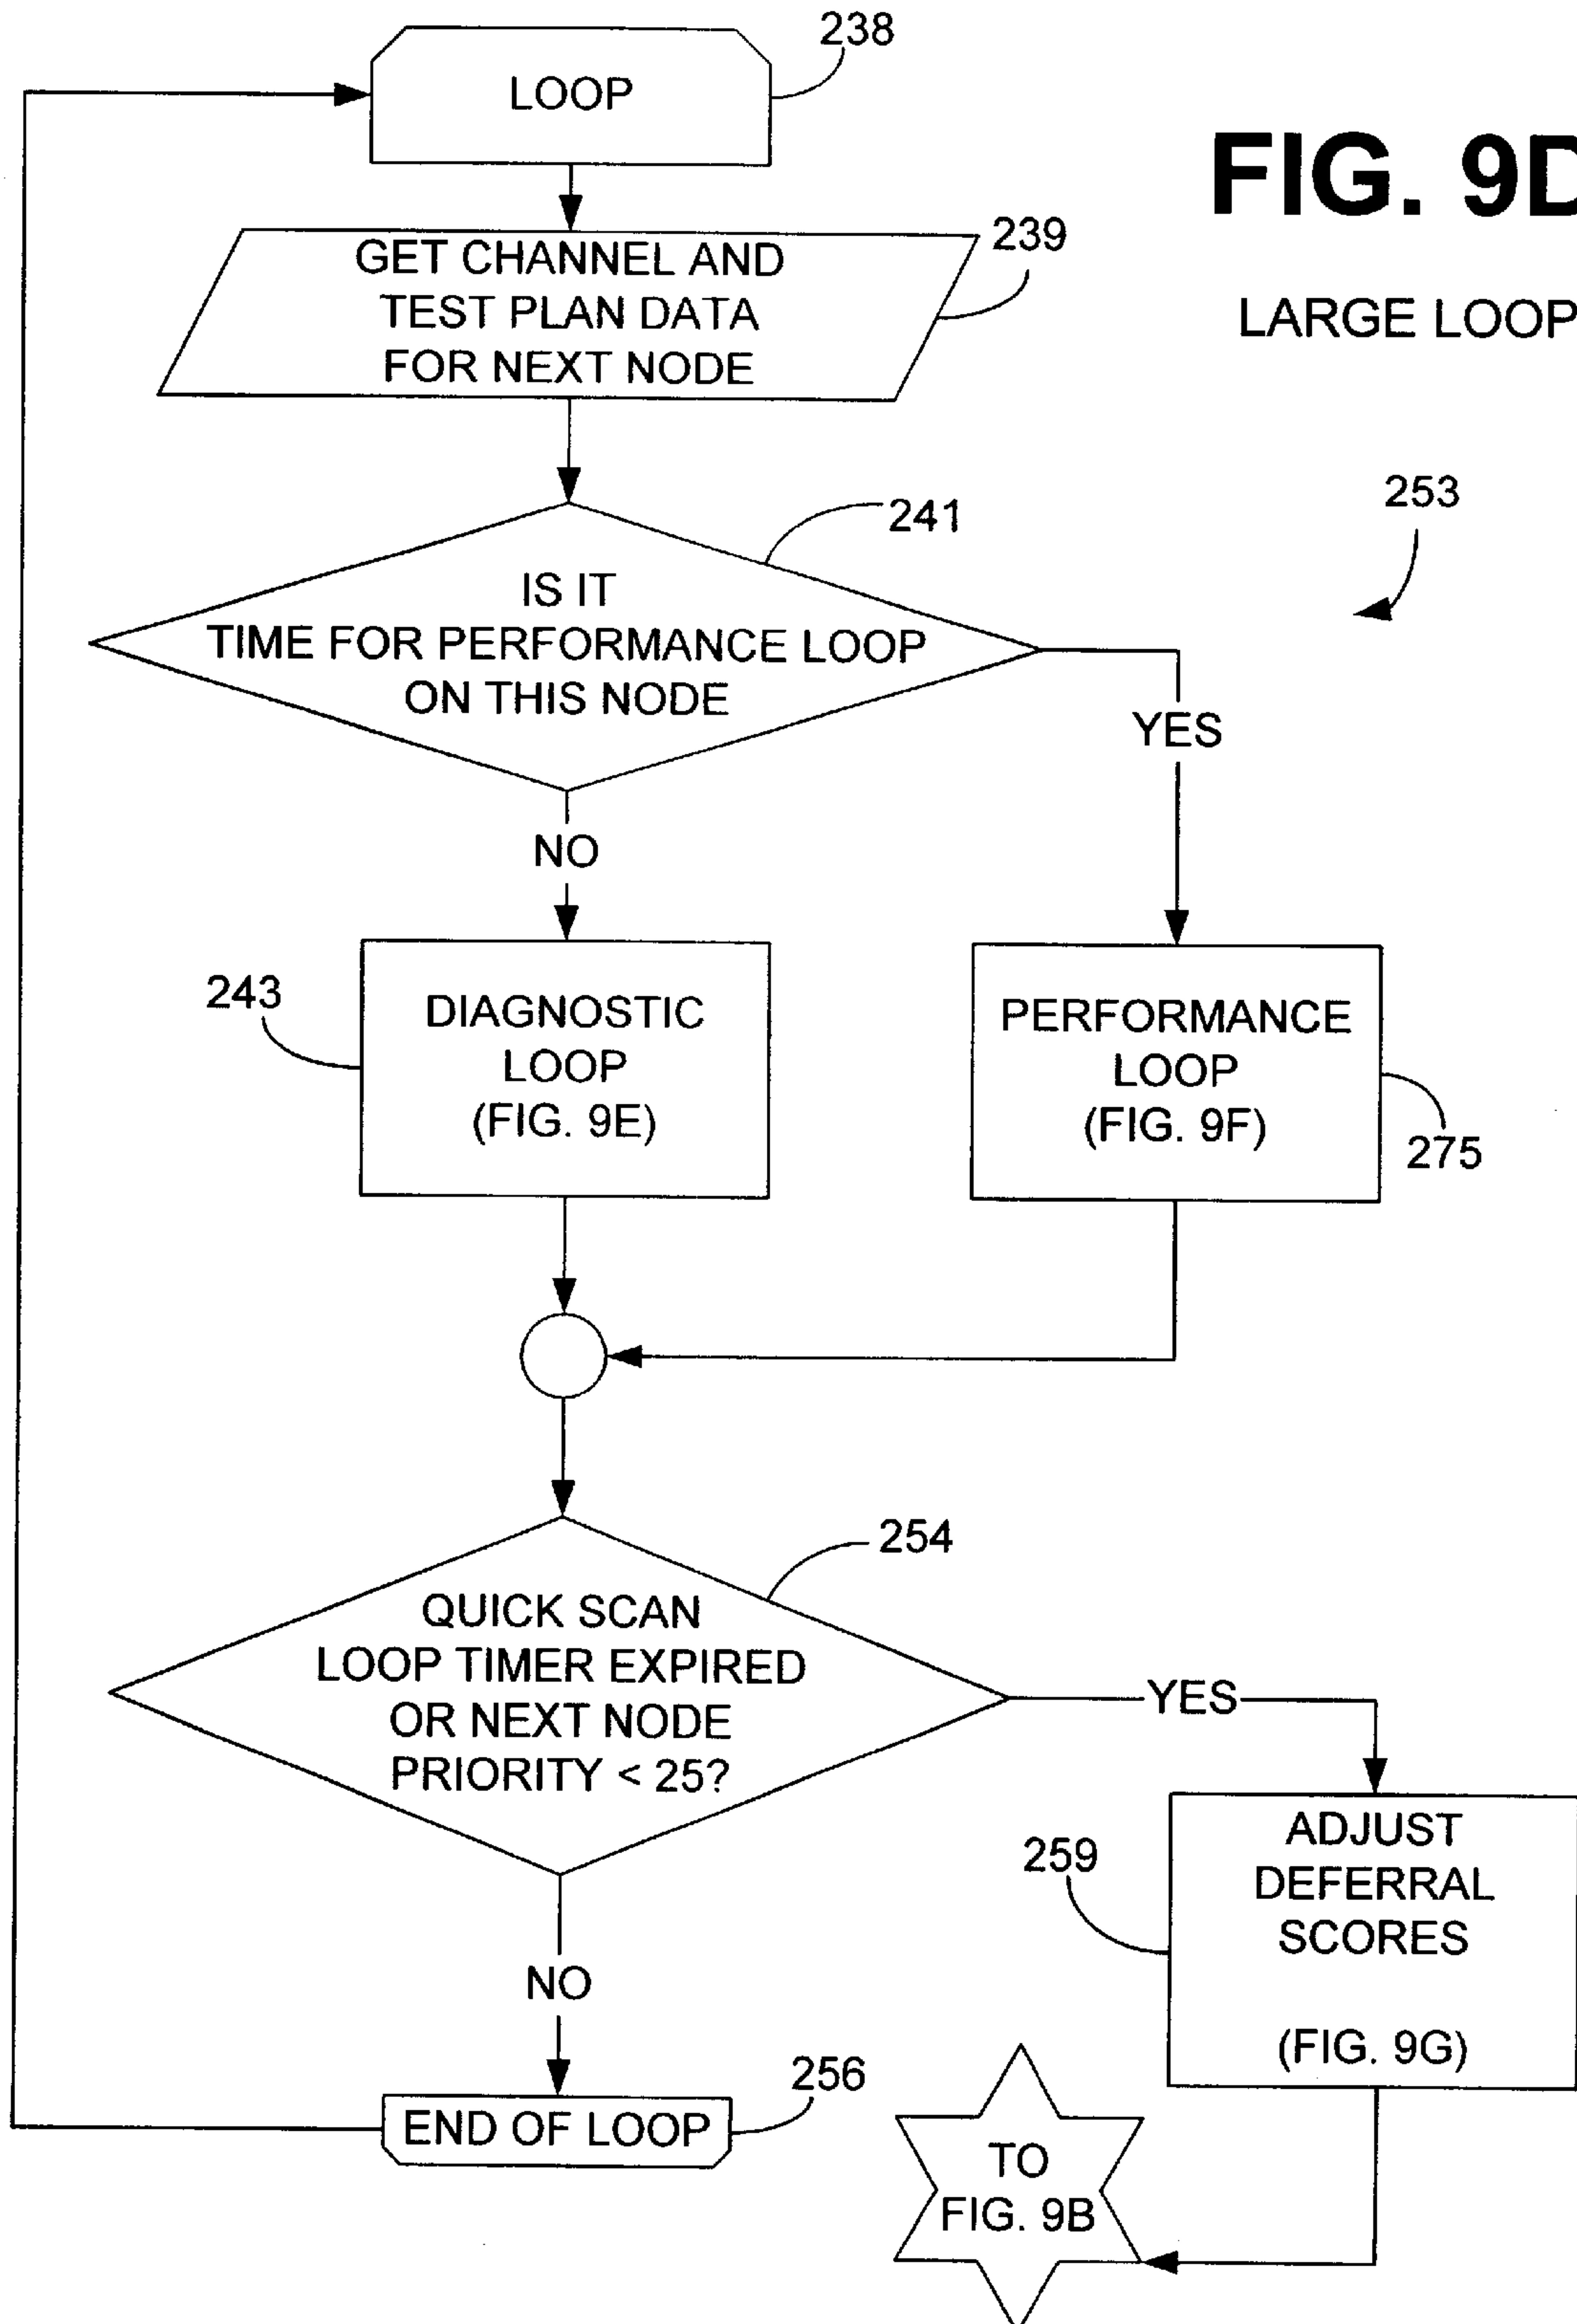 238
LOOP
FIG. 9D
239
GET CHANNEL AND
TEST PLAN DATA
FOR NEXT NODE
LARGE LOOP
253
241
IS IT
TIME FOR PERFORMANCE LOOP
ON THIS NODE
YES
NO
243
DIAGNOSTIC
LOOP
(FIG. 9E)
PERFORMANCE
LOOP
(FIG. 9F)
275
254
QUICK SCAN
LOOP TIMER EXPIRED
OR NEXT NODE
PRIORITY < 25?
YES
259
ADJUST
DEFERRAL
SCORES
(FIG. 9G)
NO
256
END OF LOOP
TO
FIG. 9B